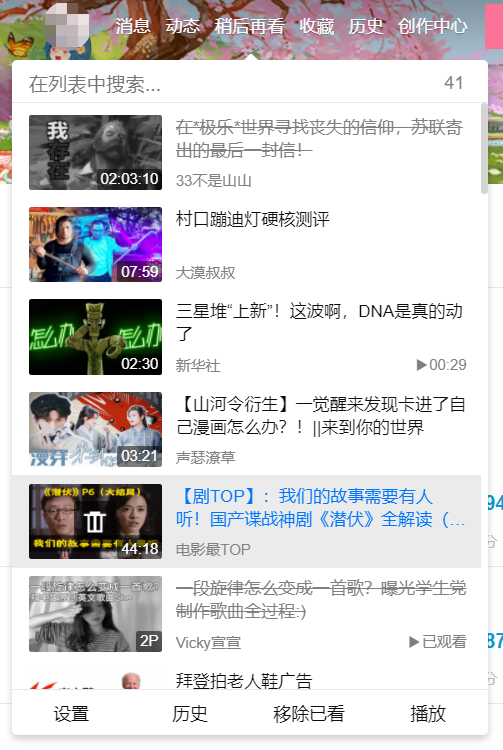 消息 动态 稍后再看 收藏 历史 创作中心
在列表中搜索... 41
我
存在
02:03:10
在*极乐*世界寻找丧失的信仰，苏联寄
出的最后一封信！
33不是山山
07:59
村口蹦迪灯硬核测评
大漠叔叔
怎么办 怎么办
02:30
三星堆“上新”！这波啊，DNA是真的动
了
新华社 00:29
03:21
【山河令衍生】一觉醒来发现卡进了自
己漫画怎么办？！||来到你的世界
声瑟滚草
《潜伏》P6（大结局）
我们的故事需要有人
44:18
【剧TOP】：我们的故事需要有人
听！国产谍战神剧《潜伏》全解读（...
电影最TOP
一段旋律怎么变成一首歌？
2P
一段旋律怎么变成一首歌？曝光学生党
制作歌曲全过程:)
Vicky宣宣 已观看
拜登拍老人鞋广告
设置 历史 移除已看 播放